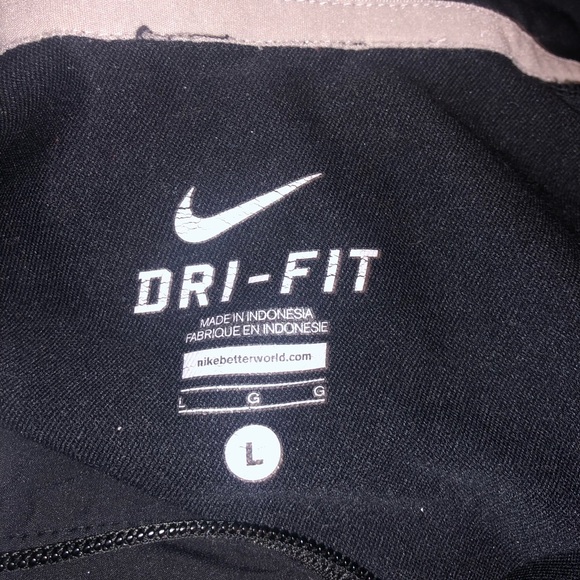 DRI-FIT
MADE IN INDONESIA
FABRIQUE EN INDONESIE
nikebetterworld.com
L G G
L